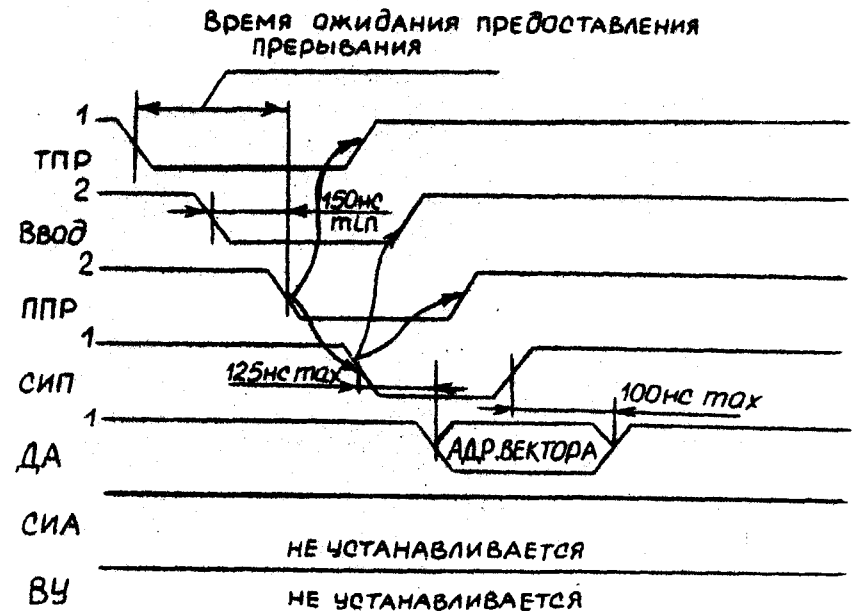 ВРЕМЯ ОЖИДАНИЯ ПРЕДОСТАВЛЕНИЯ
ПРЕРЫВАНИЯ
1
ТПР
2
150нс
min
Ввод
2
ППР
1
125нс max
СИП
100нс max
1
АДР.ВЕКТОРА
ДА
СИА
НЕ УСТАНАВЛИВАЕТСЯ
ВУ
НЕ УСТАНАВЛИВАЕТСЯ